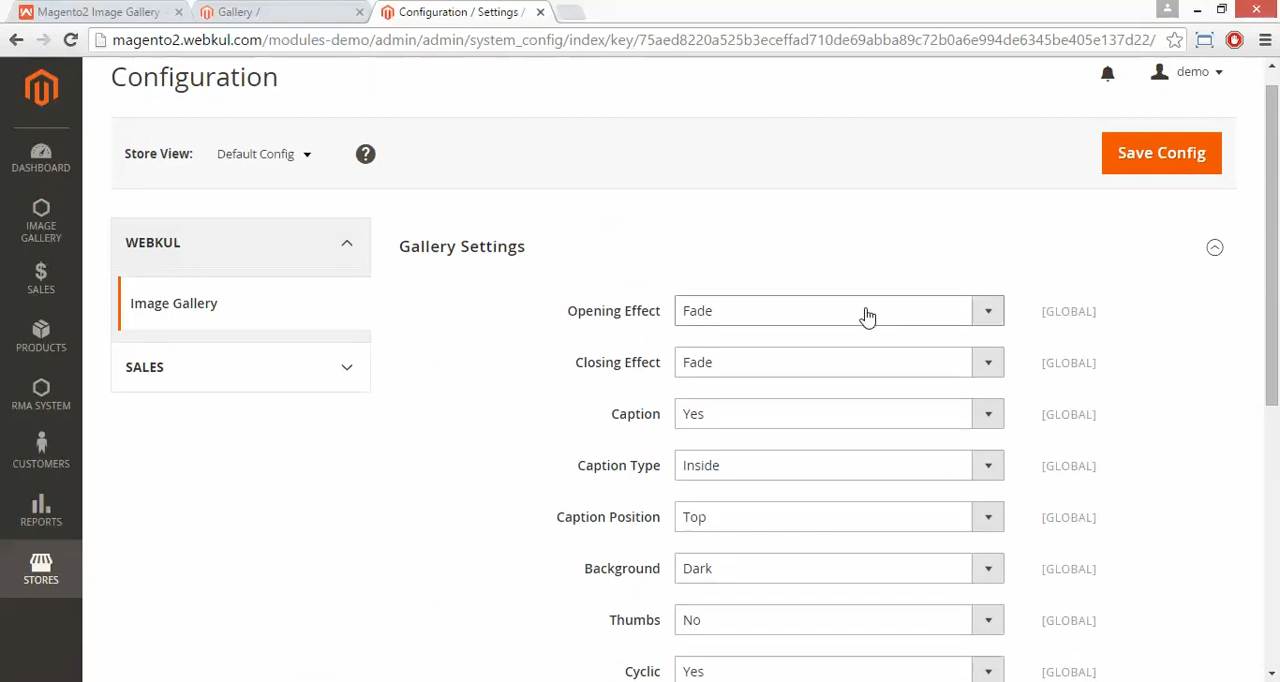 Magento2 Image Gallery
Gallery /
Configuration / Settings /
magento2.webkul.com/modules-demo/admin/admin/system_config/index/key/75aed8220a525b3eceffad710de69abba89c72b0a6e994de6345be405e137d22/
Configuration
demo
Store View: Default Config ?
Save Config
DASHBOARD
IMAGE GALLERY
SALES
PRODUCTS
RMA SYSTEM
CUSTOMERS
REPORTS
STORES
WEBKUL
Image Gallery
SALES
Gallery Settings
Opening Effect Fade [GLOBAL]
Closing Effect Fade [GLOBAL]
Caption Yes [GLOBAL]
Caption Type Inside [GLOBAL]
Caption Position Top [GLOBAL]
Background Dark [GLOBAL]
Thumbs No [GLOBAL]
Cyclic Yes [GLOBAL]